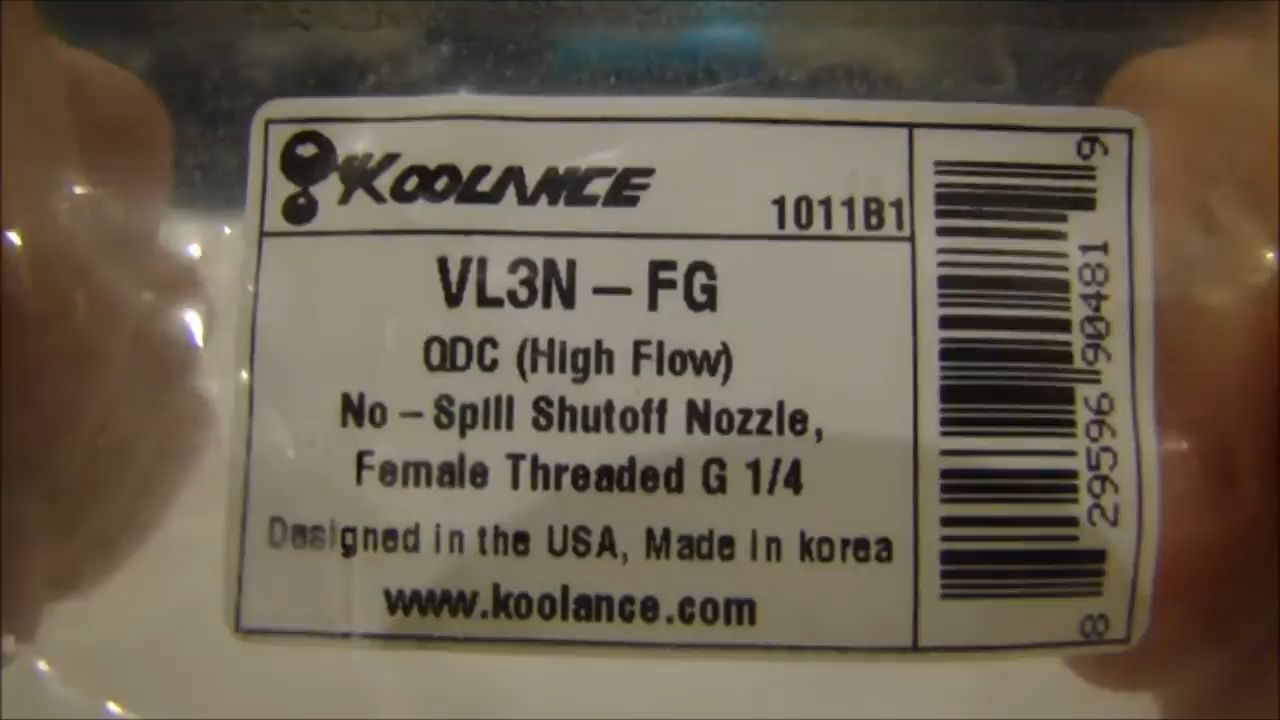 KOOLANCE
1011B1
VL3N – FG
QDC (High Flow)
No – Spill Shutoff Nozzle,
Female Threaded G 1/4
Designed in the USA, Made in korea
www.koolance.com
8 29596 90481 9